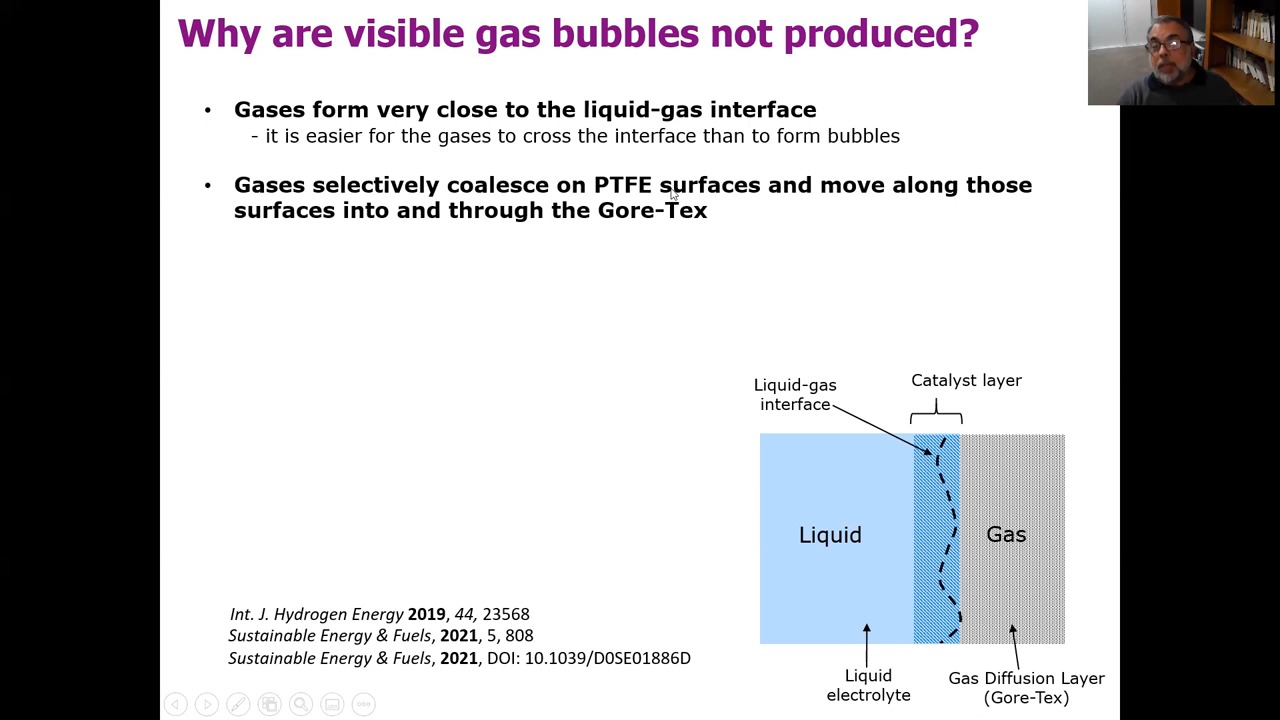 Why are visible gas bubbles not produced?
• Gases form very close to the liquid-gas interface
- it is easier for the gases to cross the interface than to form bubbles
• Gases selectively coalesce on PTFE surfaces and move along those
surfaces into and through the Gore-Tex
Liquid-gas
interface
Catalyst layer
Liquid
Gas
Liquid
electrolyte
Gas Diffusion Layer
(Gore-Tex)
Int. J. Hydrogen Energy 2019, 44, 23568
Sustainable Energy & Fuels, 2021, 5, 808
Sustainable Energy & Fuels, 2021, DOI: 10.1039/D0SE01886D